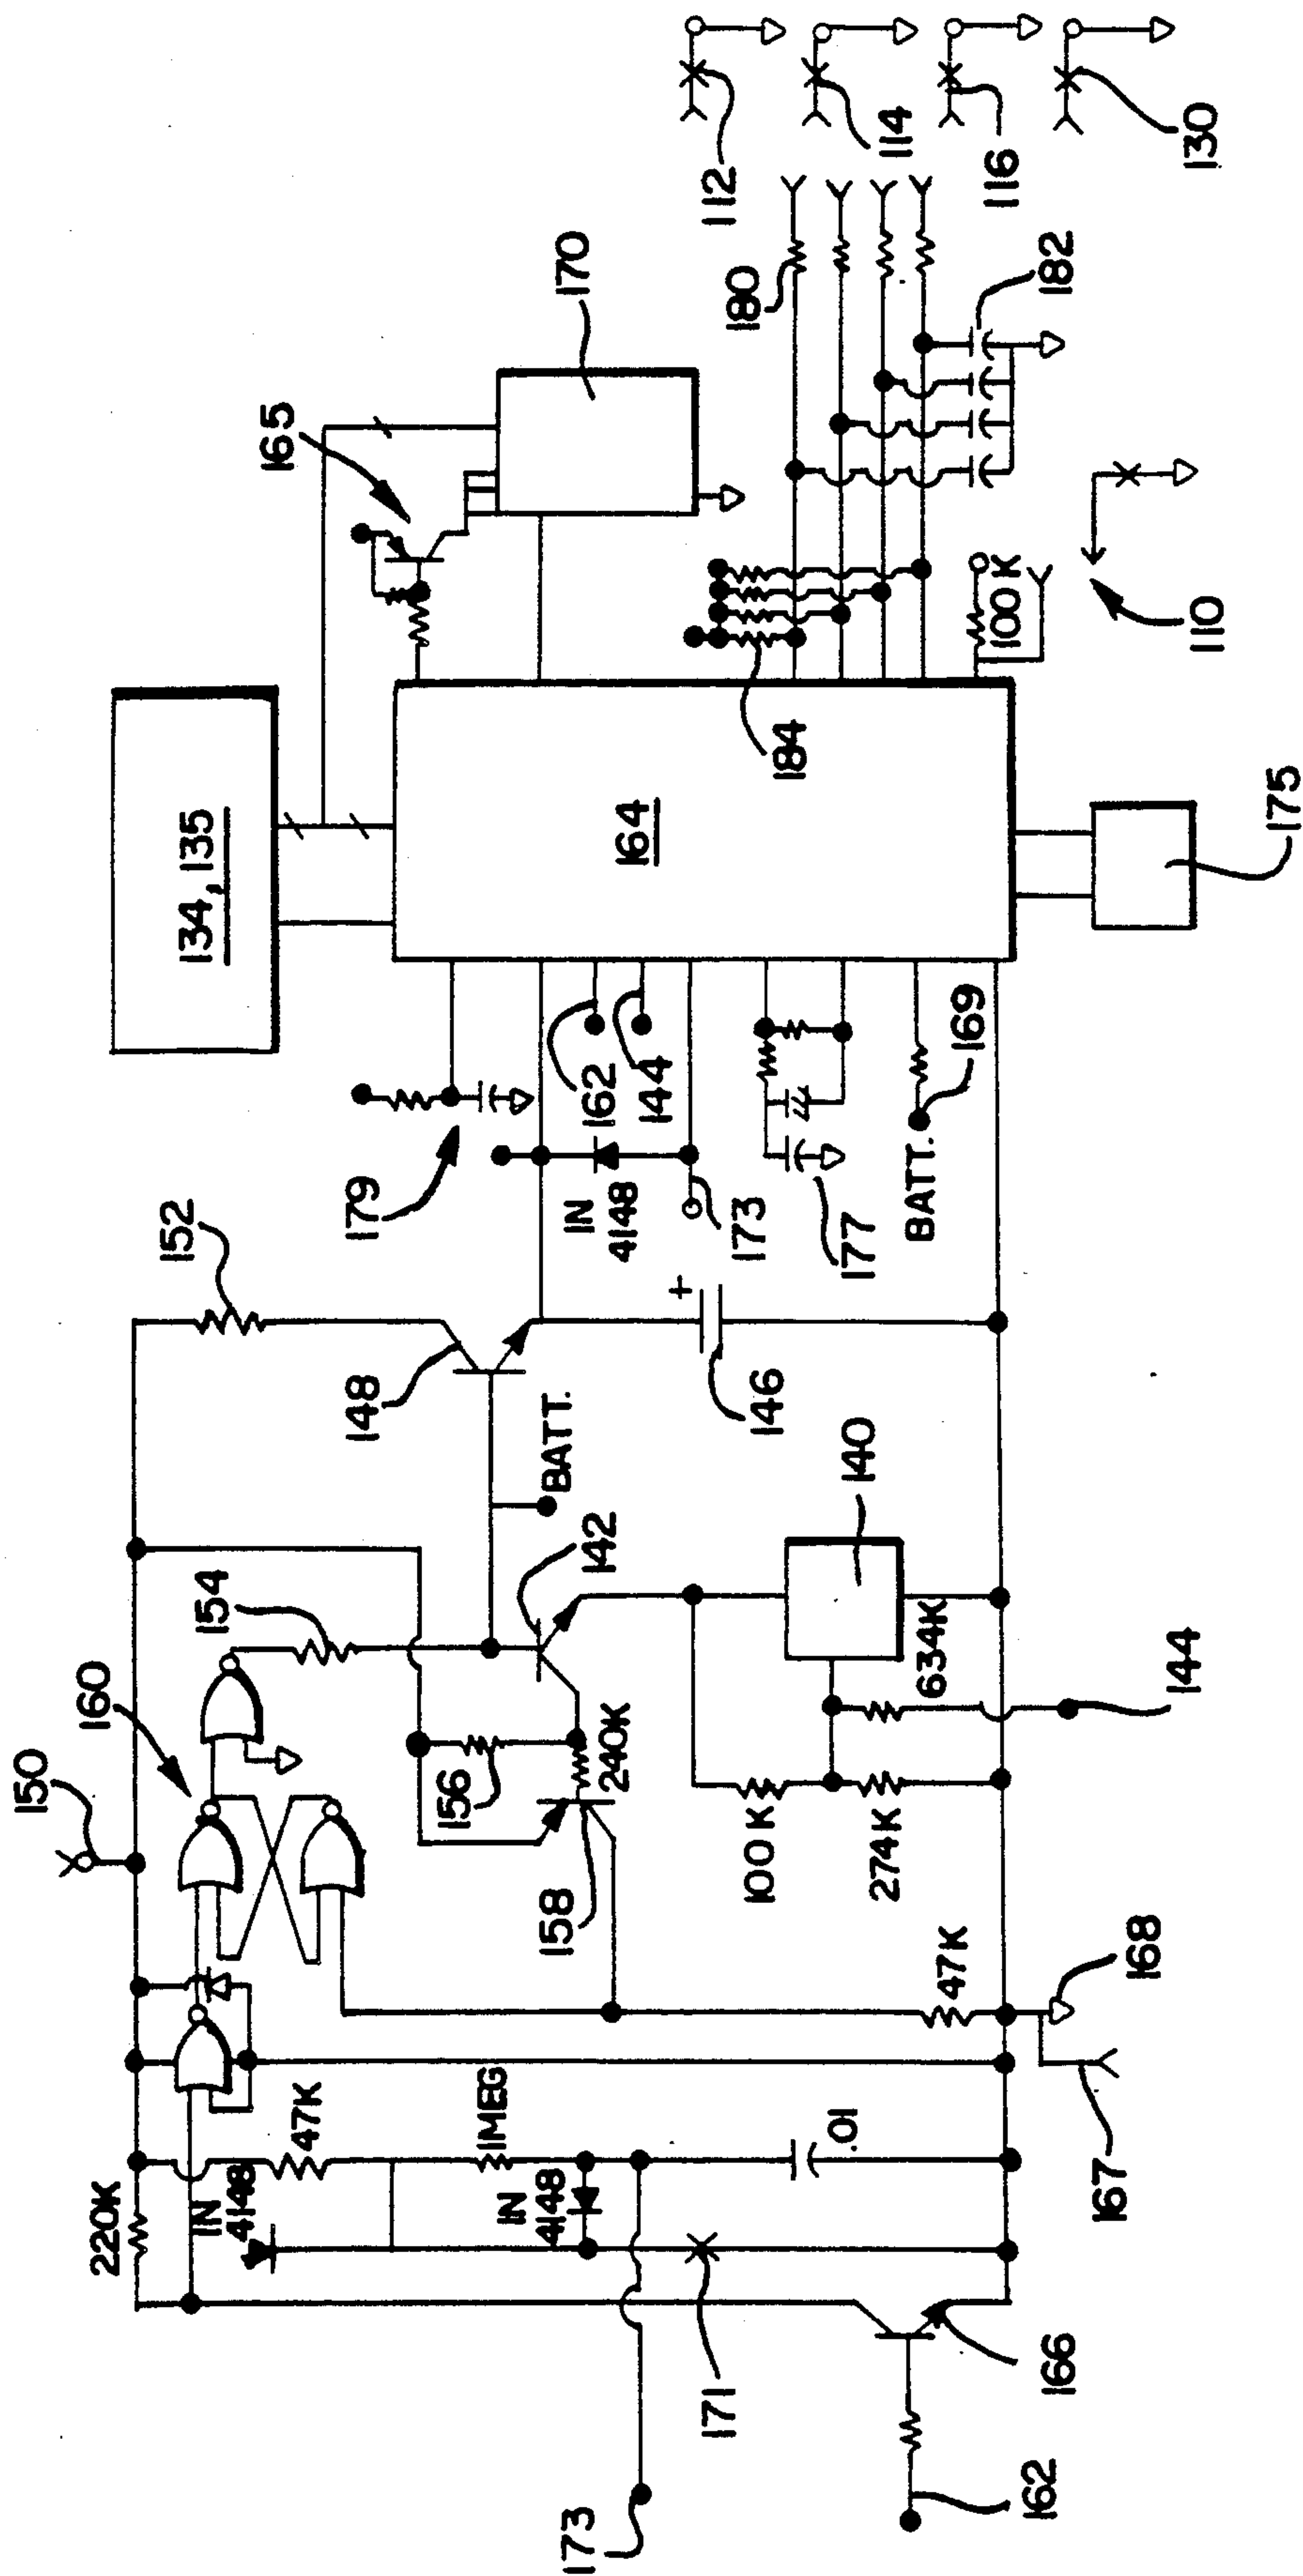 150
160
154
152
179
134, 135
165
170
220K
IN
4148
47K
1MEG
IN
4148
.01
171
173
162
166
167
168
47K
158
156
240K
142
100K
274K
634K
140
144
148
BATT.
146
IN
4148
173
162
144
177
BATT.
169
164
175
184
100K
110
180
182
112
114
116
130